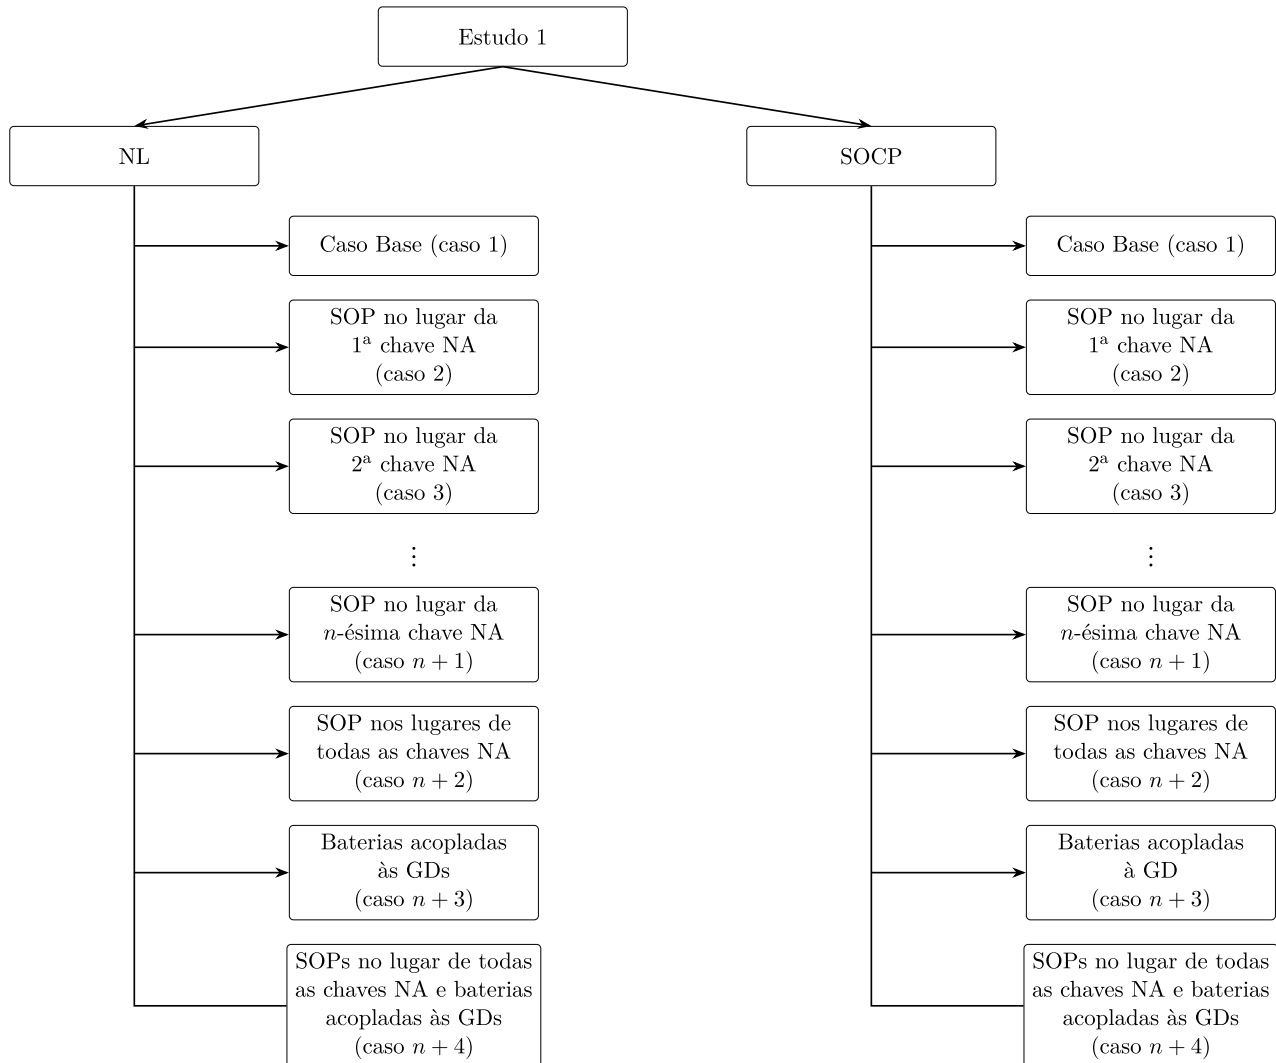 Estudo 1
NL
SOCP
Caso Base (caso 1)
SOP no lugar da
1ª chave NA
(caso 2)
SOP no lugar da
2ª chave NA
(caso 3)
⋮
SOP no lugar da
n-ésima chave NA
(caso n + 1)
SOP nos lugares de
todas as chaves NA
(caso n + 2)
Baterias acopladas
às GDs
(caso n + 3)
SOPs no lugar de todas
as chaves NA e baterias
acopladas às GDs
(caso n + 4)
Caso Base (caso 1)
SOP no lugar da
1ª chave NA
(caso 2)
SOP no lugar da
2ª chave NA
(caso 3)
⋮
SOP no lugar da
n-ésima chave NA
(caso n + 1)
SOP nos lugares de
todas as chaves NA
(caso n + 2)
Baterias acopladas
à GD
(caso n + 3)
SOPs no lugar de todas
as chaves NA e baterias
acopladas às GDs
(caso n + 4)